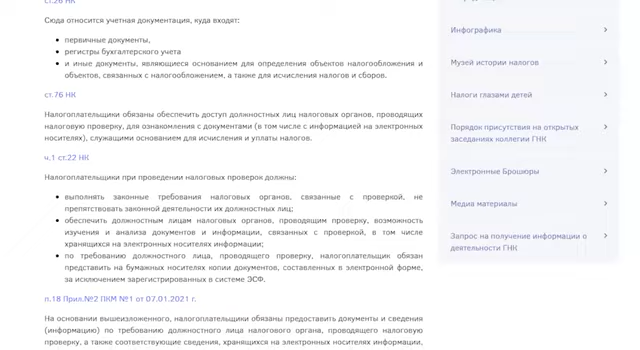 ст.26 НК
Сюда относится учетная документация, куда входят:
первичные документы,
регистры бухгалтерского учета
и иные документы, являющиеся основанием для определения объектов налогообложения и
объектов, связанных с налогообложением, а также для исчисления налогов и сборов.
ст.76 НК
Налогоплательщики обязаны обеспечить доступ должностных лиц налоговых органов, проводящих
налоговую проверку, для ознакомления с документами (в том числе с информацией на электронных
носителях), служащими основанием для исчисления и уплаты налогов.
ч.1 ст.22 НК
Налогоплательщики при проведении налоговых проверок должны:
выполнять законные требования налоговых органов, связанные с проверкой, не
препятствовать законной деятельности их должностных лиц;
обеспечить должностным лицам налоговых органов, проводящим проверку, возможность
изучения и анализа документов и информации, связанных с проверкой, в том числе
хранящихся на электронных носителях информации;
по требованию должностного лица, проводящего проверку, налогоплательщик обязан
представить на бумажных носителях копии документов, составленных в электронной форме,
за исключением зарегистрированных в системе ЭСФ.
п.18 Прил.№2 ПКМ №1 от 07.01.2021 г.
На основании вышеизложенного, налогоплательщики обязаны предоставить документы и сведения
(информацию) по требованию должностного лица налогового органа, проводящего налоговую
проверку, а также соответствующие сведения, хранящихся на электронных носителях информации,
Инфографика
Музей истории налогов
Налоги глазами детей
Порядок присутствия на открытых
заседаниях коллегии ГНК
Электронные Брошюры
Медиа материалы
Запрос на получение информации о
деятельности ГНК